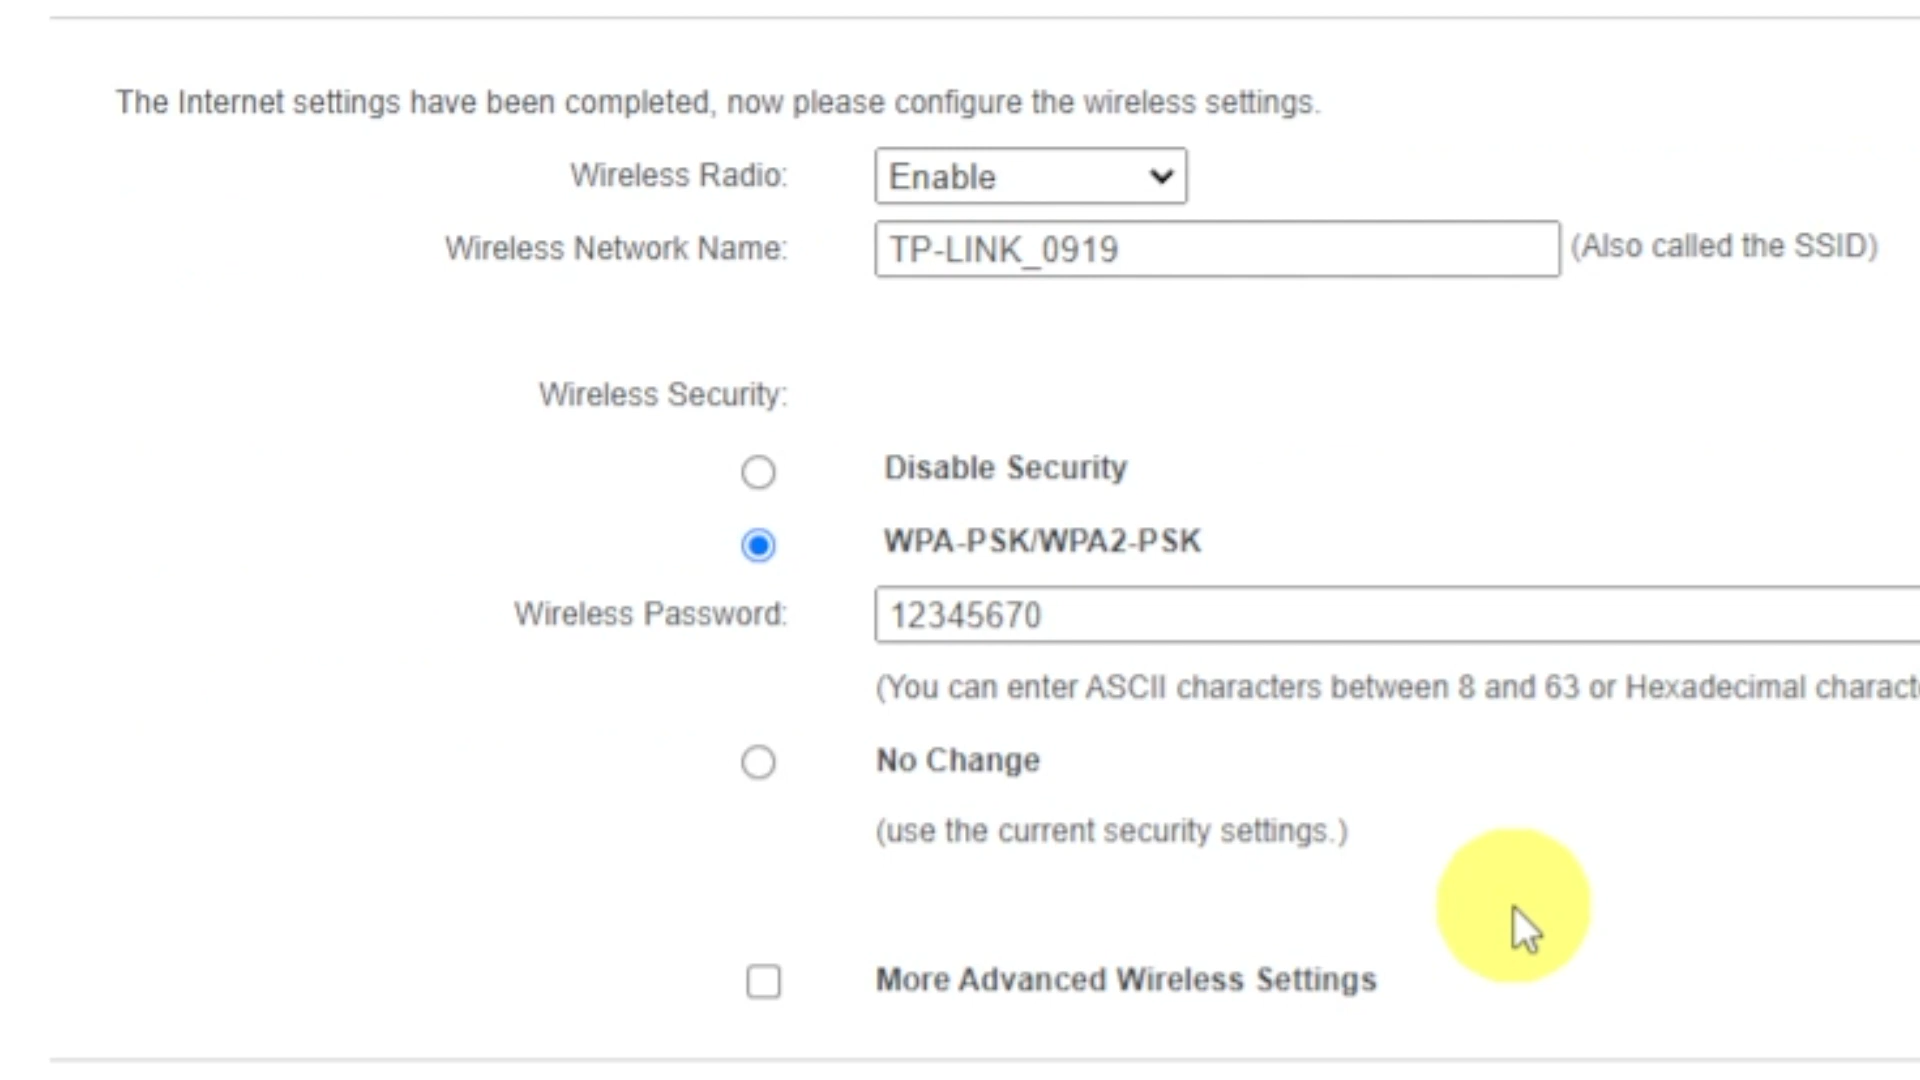 The Internet settings have been completed, now please configure the wireless settings.
Wireless Radio: Enable
Wireless Network Name: TP-LINK_0919 (Also called the SSID)
Wireless Security:
Disable Security
WPA-PSK/WPA2-PSK
Wireless Password: 12345670
(You can enter ASCII characters between 8 and 63 or Hexadecimal
No Change
(use the current security settings.)
More Advanced Wireless Settings